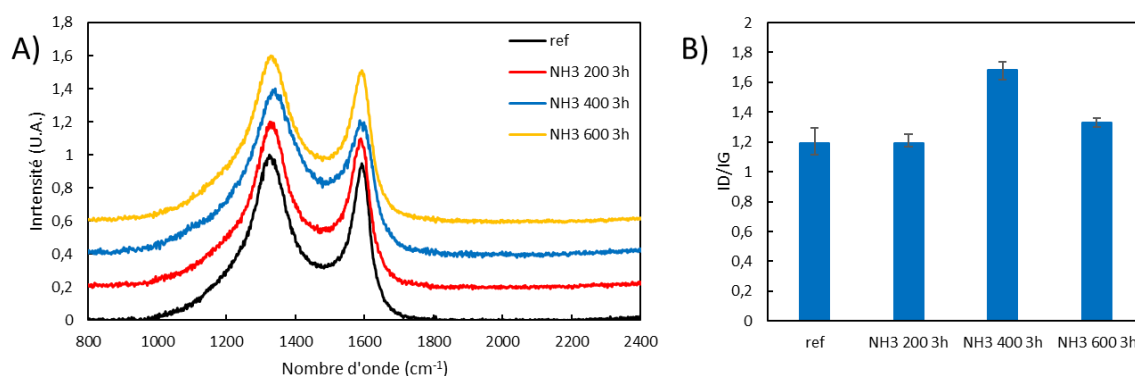 A)
Inrtensité (U.A.)
1,8
1,6
1,4
1,2
1
0,8
0,6
0,4
0,2
0
800 1000 1200 1400 1600 1800 2000 2200 2400
Nombre d'onde (cm-1)
ref
NH3 200 3h
NH3 400 3h
NH3 600 3h
B)
ID/IG
2
1,8
1,6
1,4
1,2
1
0,8
0,6
0,4
0,2
0
ref NH3 200 3h NH3 400 3h NH3 600 3h